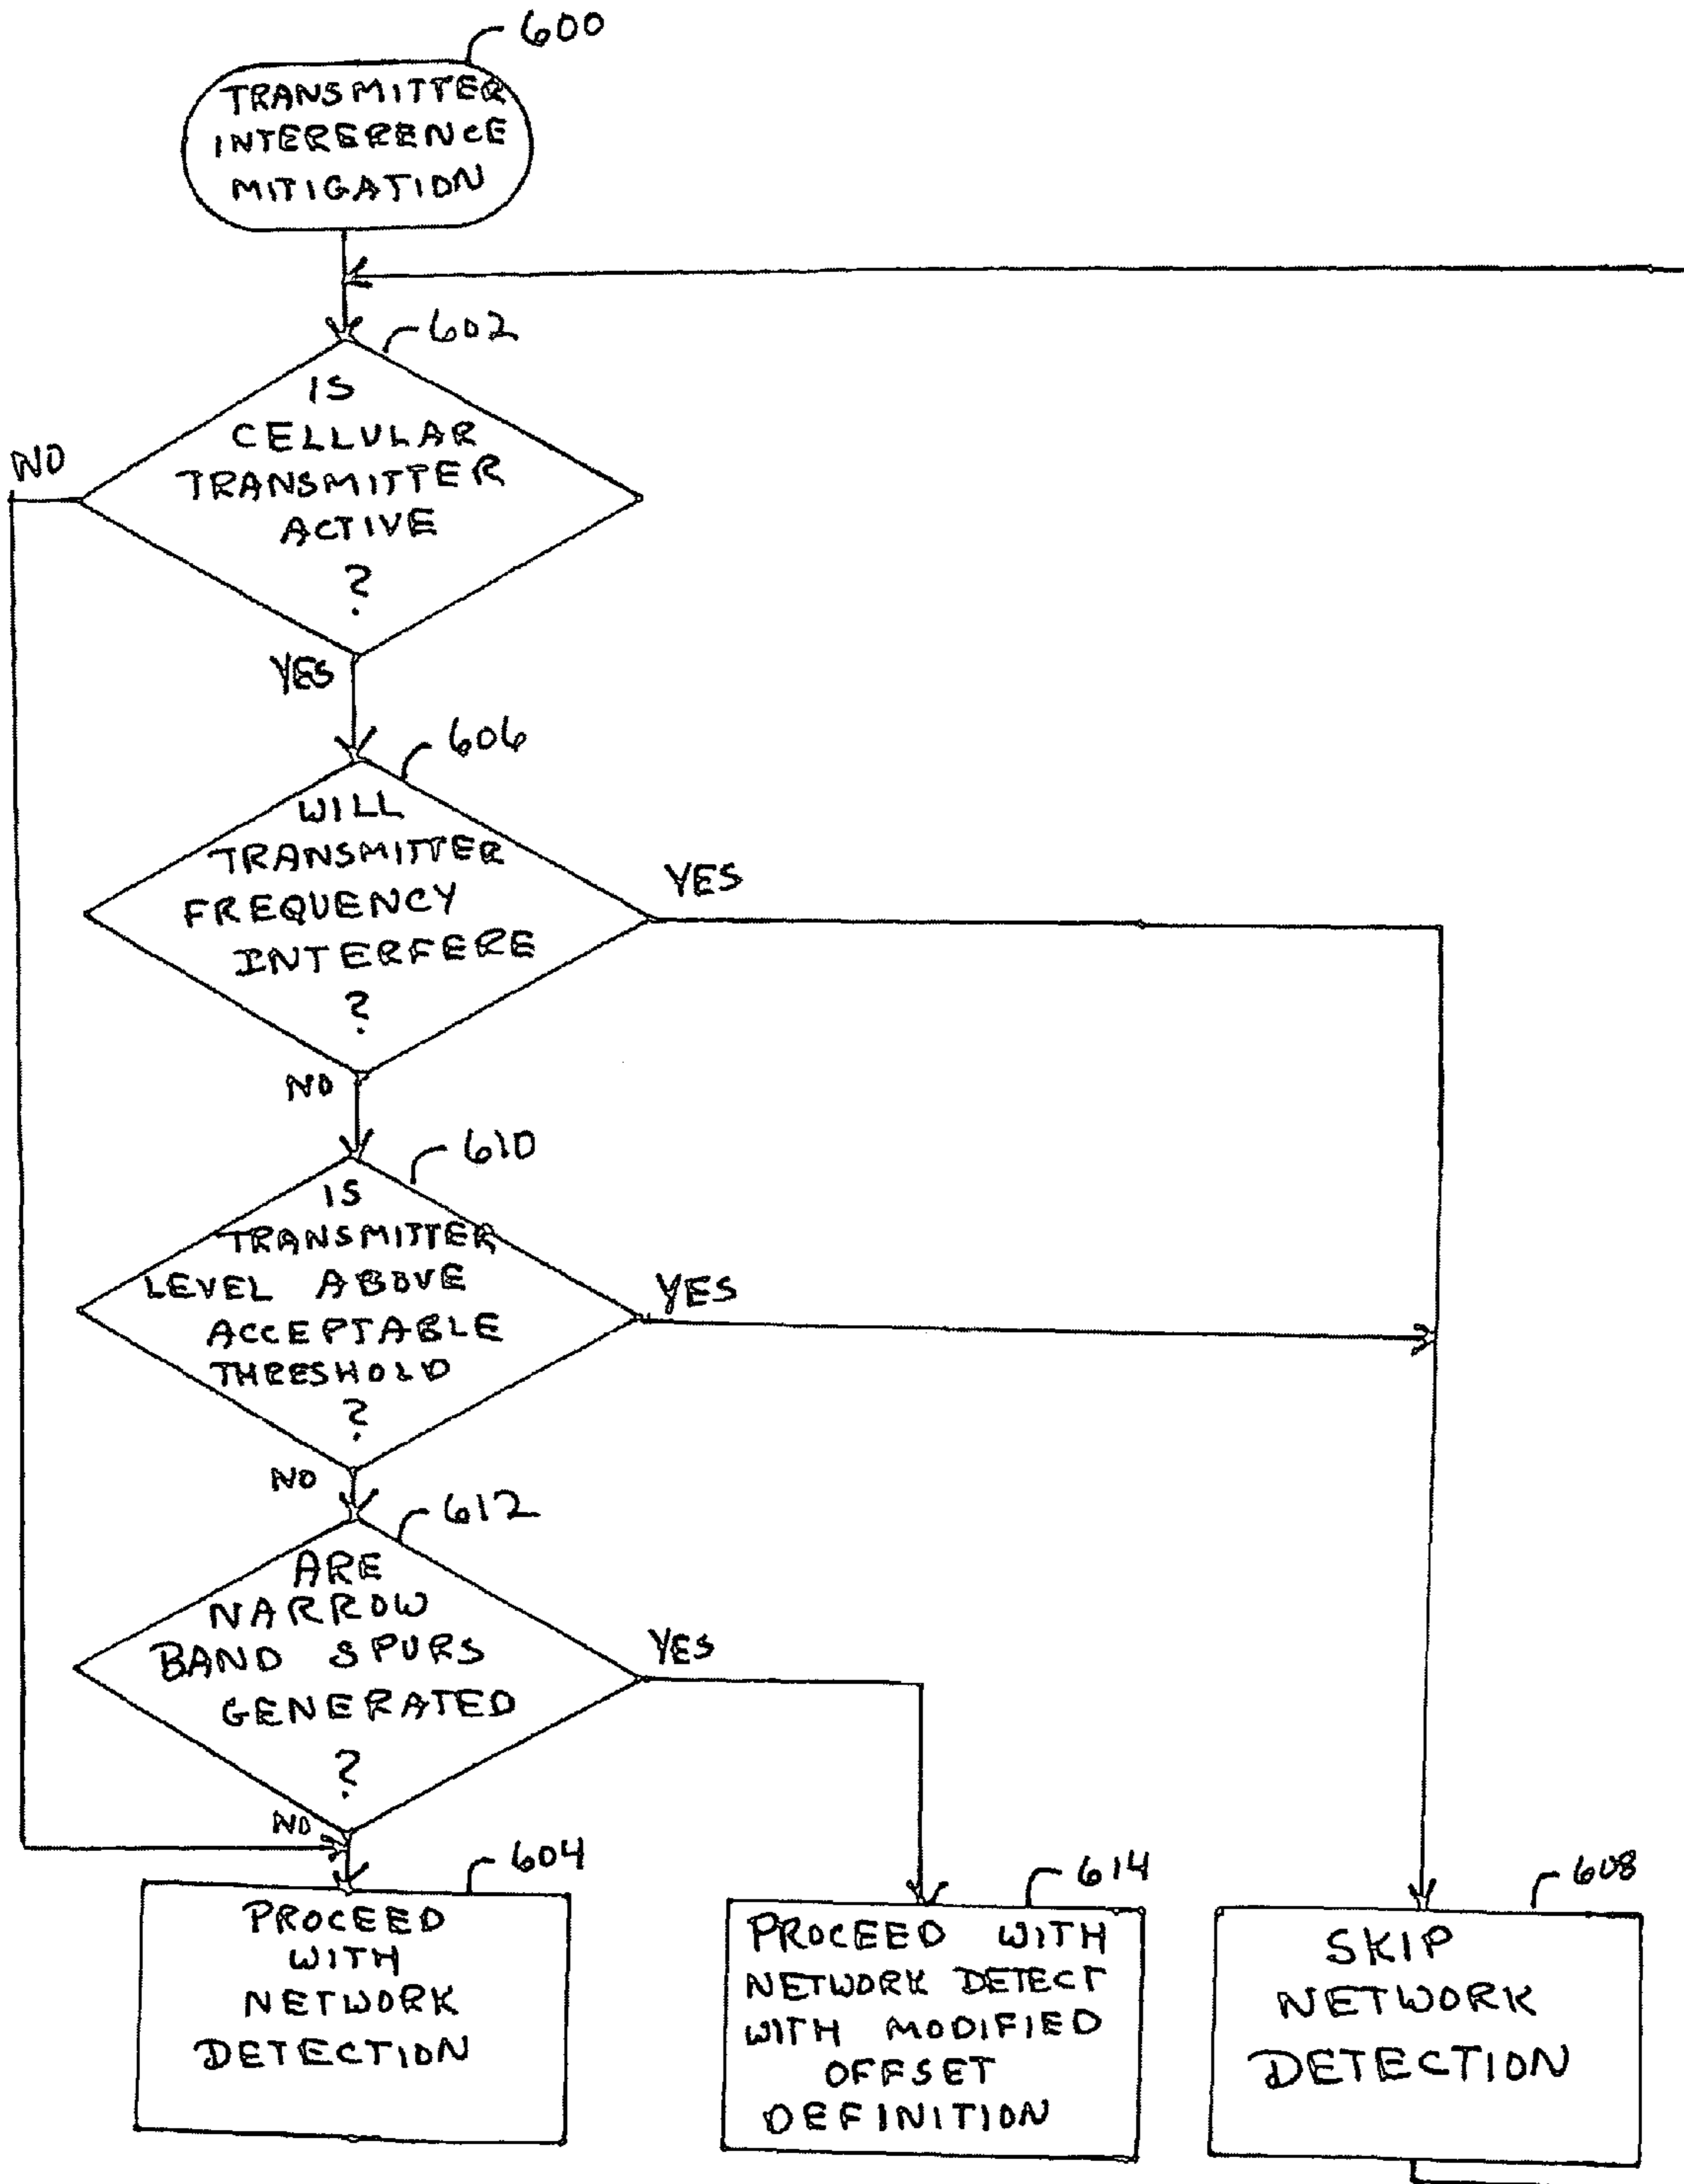 600
TRANSMITTER
INTERERENCE
MITIGATION
602
IS
CELLULAR
TRANSMITTER
ACTIVE
?
NO
YES
606
WILL
TRANSMITTER
FREQUENCY
INTERFERE
?
YES
NO
610
IS
TRANSMITTER
LEVEL ABOVE
ACCEPTABLE
THRESHOLD
?
YES
NO
612
ARE
NARROW
BAND SPURS
GENERATED
?
YES
NO
604
PROCEED
WITH
NETWORK
DETECTION
614
PROCEED WITH
NETWORK DETECT
WITH MODIFIED
OFFSET
DEFINITION
608
SKIP
NETWORK
DETECTION